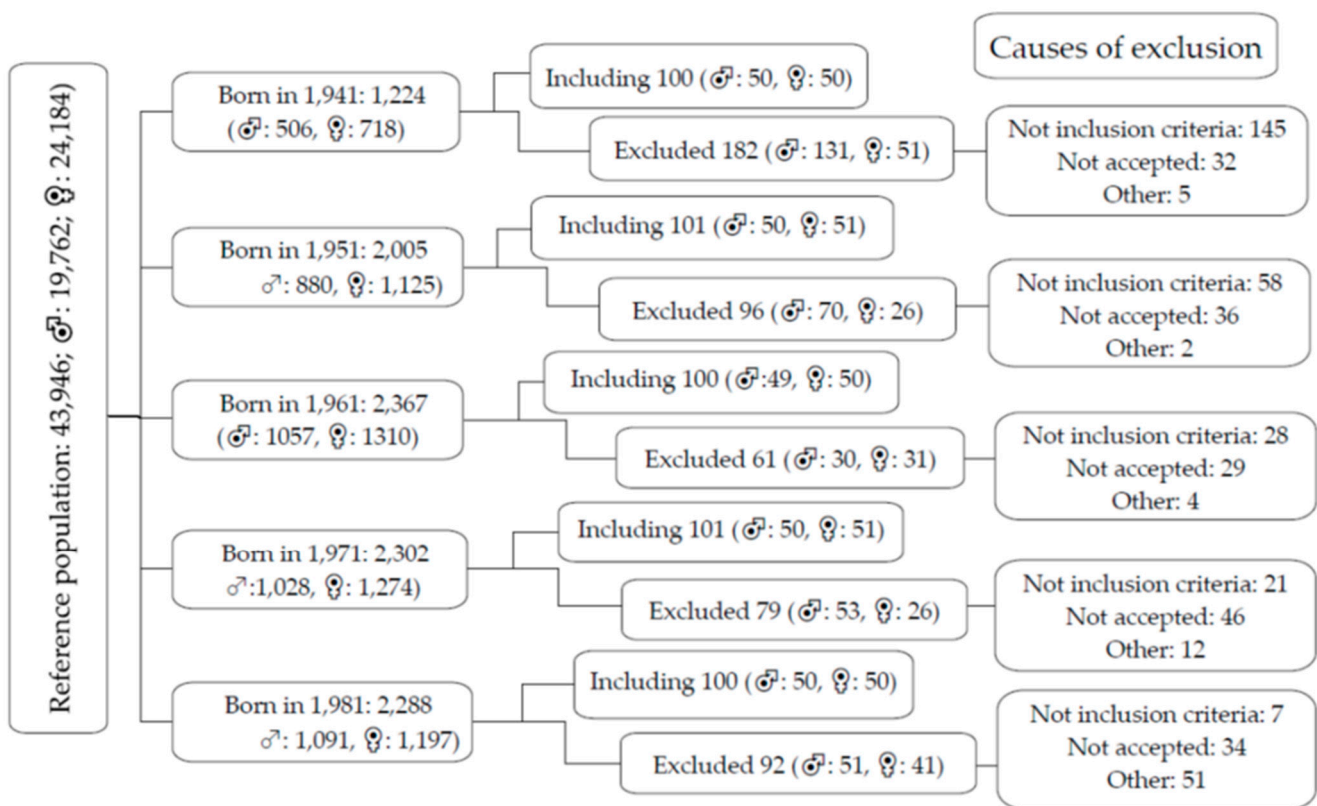 Causes of exclusion
Reference population: 43,946; ♂: 19,762; ♀: 24,184
Born in 1,941: 1,224
(♂: 506, ♀: 718)
Including 100 (♂: 50, ♀: 50)
Excluded 182 (♂: 131, ♀: 51)
Not inclusion criteria: 145
Not accepted: 32
Other: 5
Born in 1,951: 2,005
♂: 880, ♀: 1,125)
Including 101 (♂: 50, ♀: 51)
Excluded 96 (♂: 70, ♀: 26)
Not inclusion criteria: 58
Not accepted: 36
Other: 2
Born in 1,961: 2,367
(♂: 1057, ♀: 1310)
Including 100 (♂:49, ♀: 50)
Excluded 61 (♂: 30, ♀: 31)
Not inclusion criteria: 28
Not accepted: 29
Other: 4
Born in 1,971: 2,302
♂:1,028, ♀: 1,274)
Including 101 (♂: 50, ♀: 51)
Excluded 79 (♂: 53, ♀: 26)
Not inclusion criteria: 21
Not accepted: 46
Other: 12
Born in 1,981: 2,288
♂: 1,091, ♀: 1,197)
Including 100 (♂: 50, ♀: 50)
Excluded 92 (♂: 51, ♀: 41)
Not inclusion criteria: 7
Not accepted: 34
Other: 51